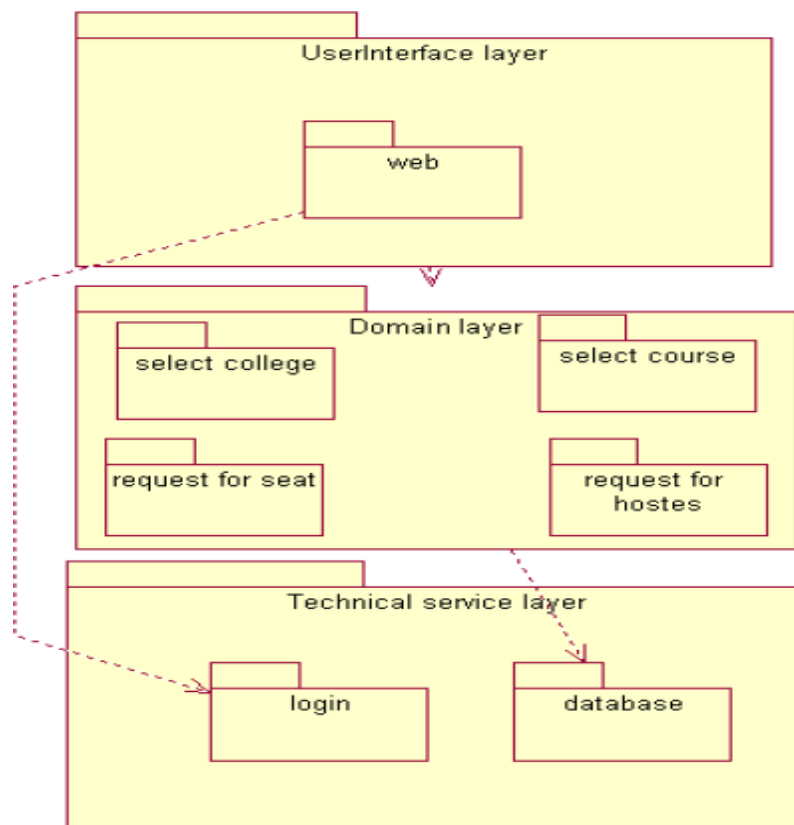 UserInterface layer
web
Domain layer
select college
select course
request for seat
request for
hostes
Technical service layer
login
database